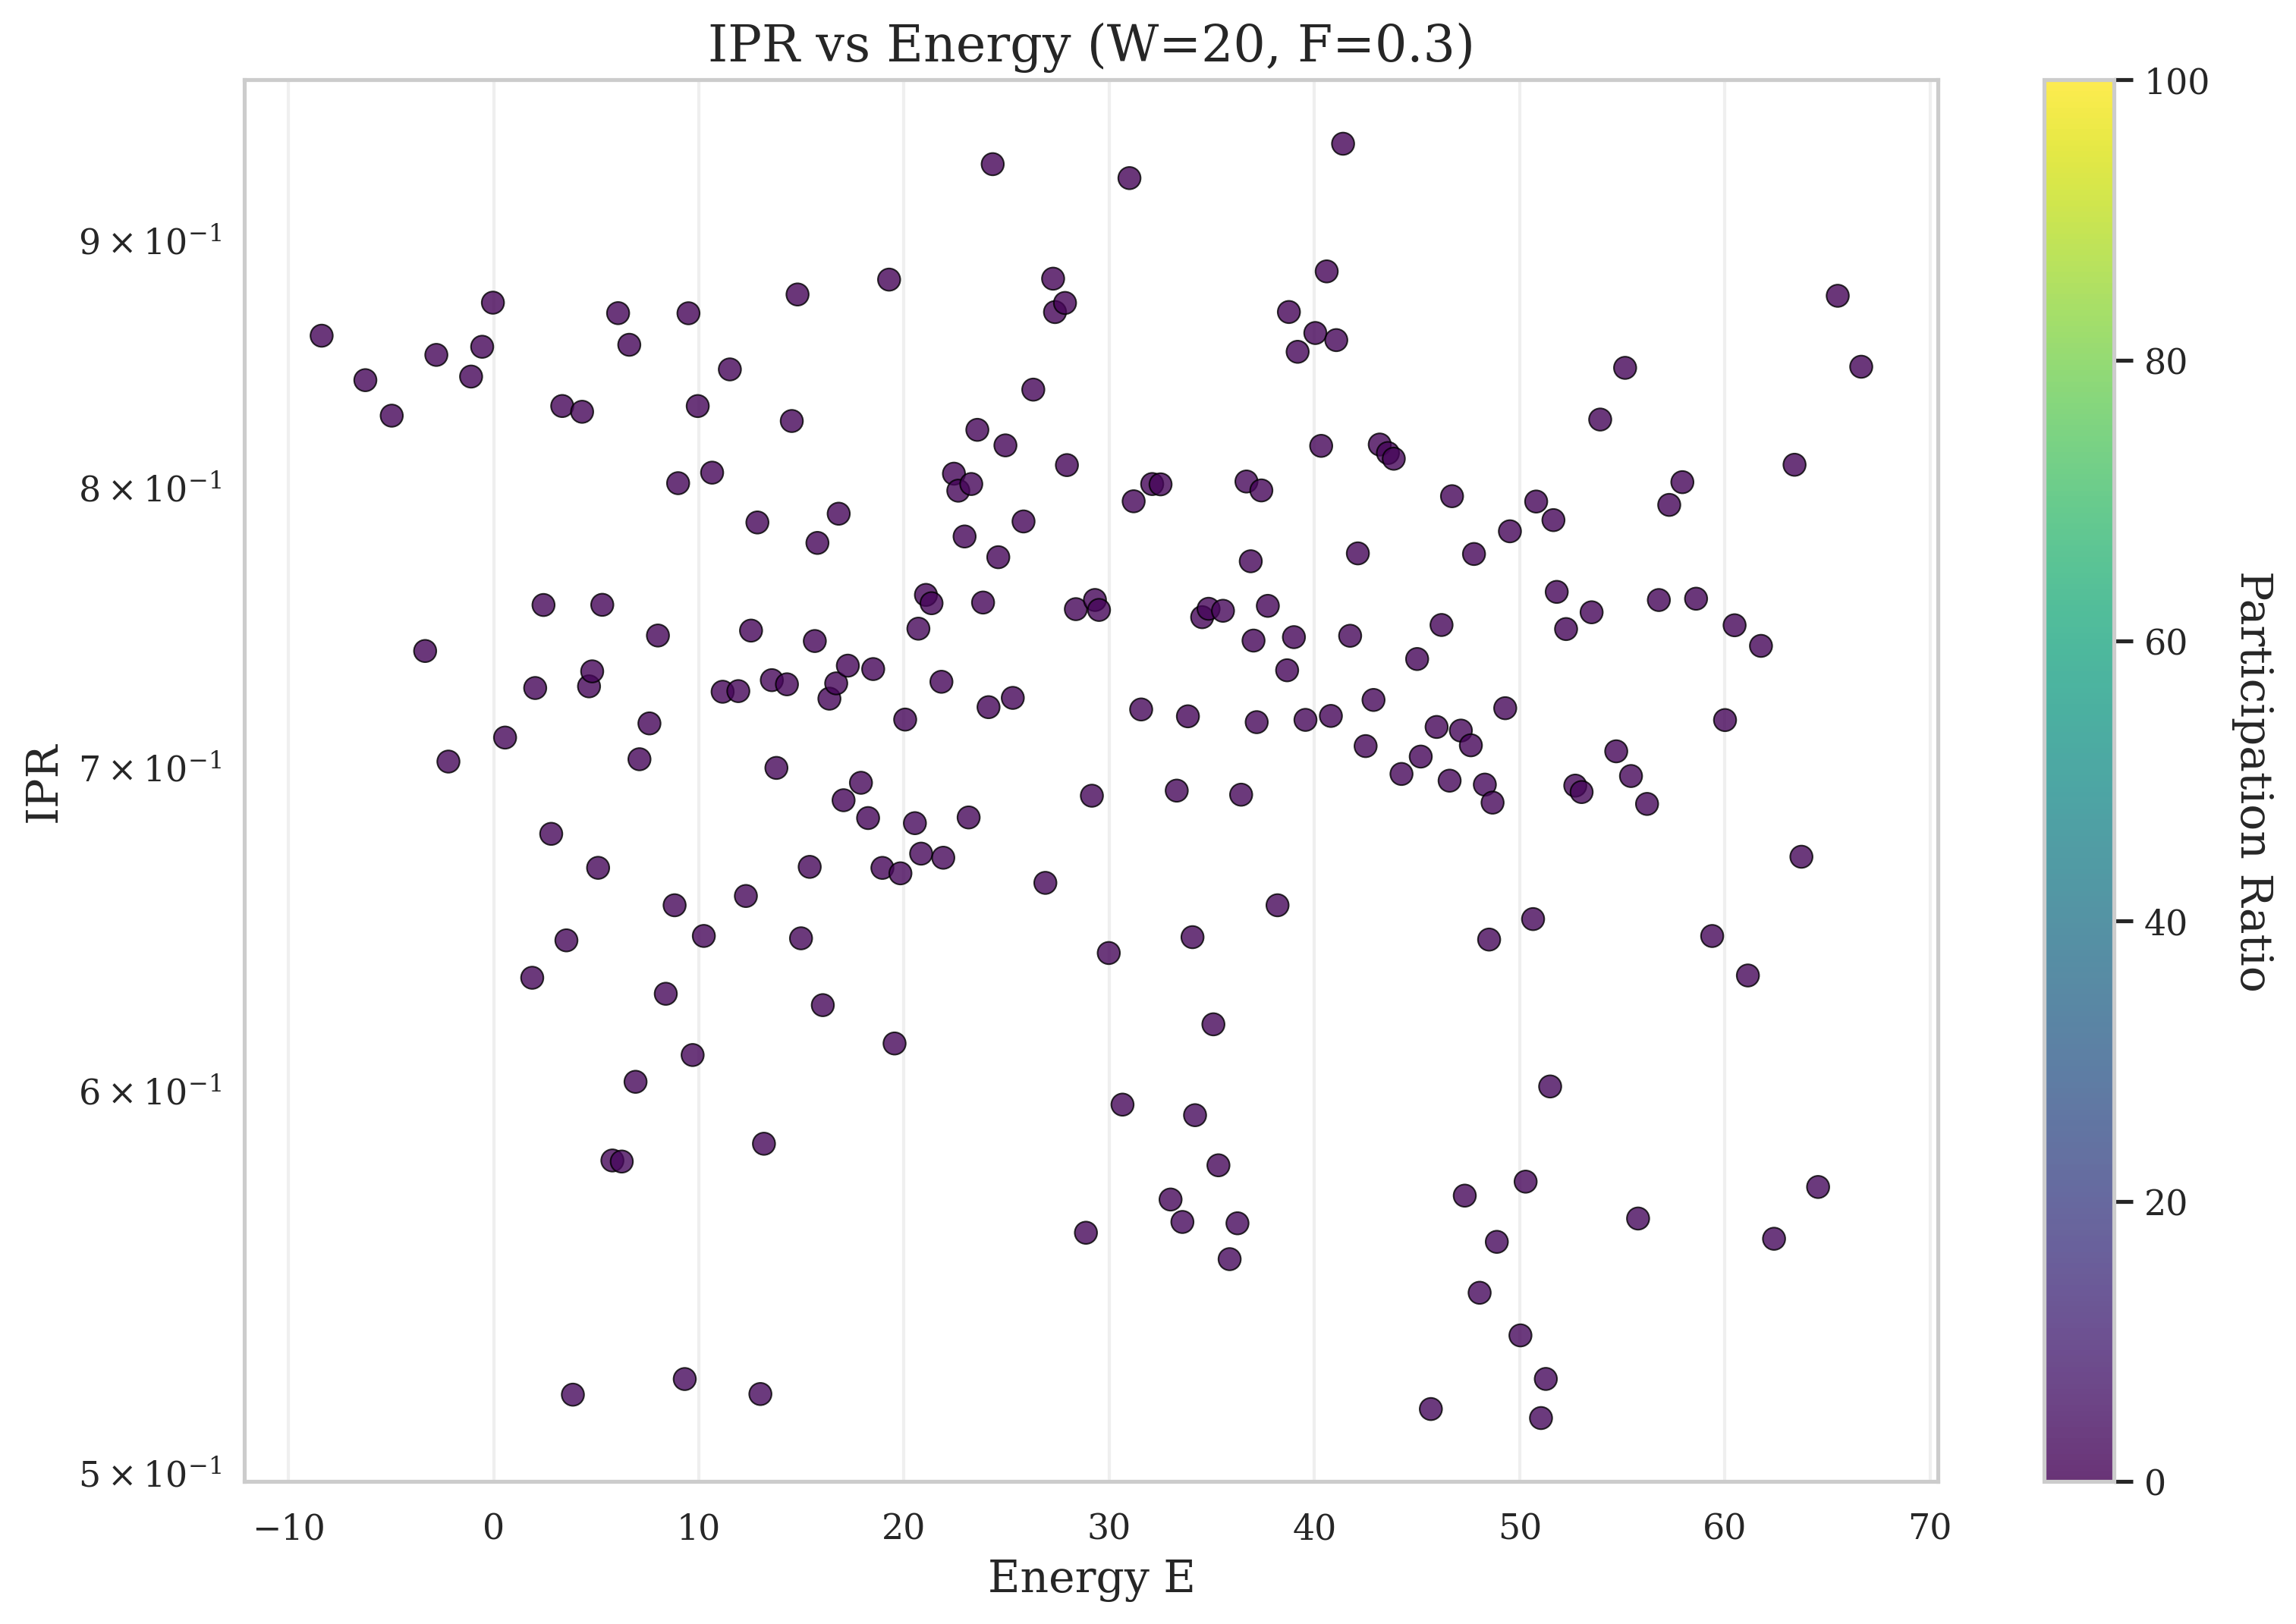 IPR vs Energy (W=20, F=0.3)
IPR
9×10⁻¹
8×10⁻¹
7×10⁻¹
6×10⁻¹
5×10⁻¹
−10 0 10 20 30 40 50 60 70
Energy E
100
80
60
40
20
0
Participation Ratio